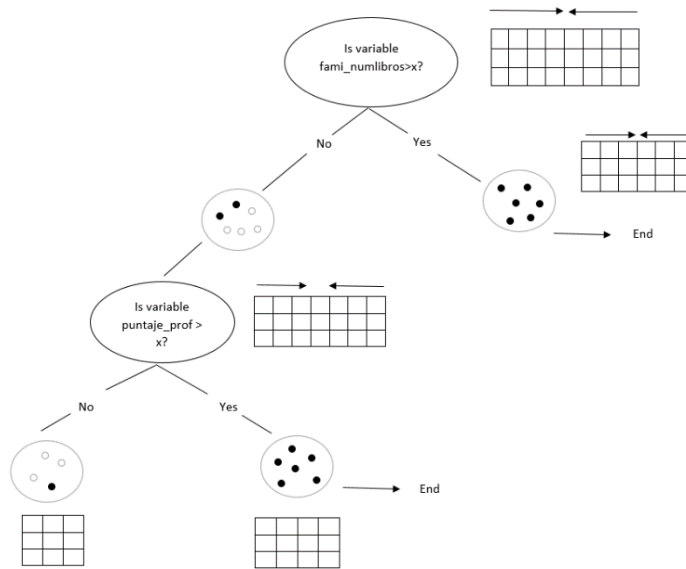 Is variable
fami_numlibros>x?
No
Yes
End
Is variable
puntaje_prof >
x?
No
Yes
End